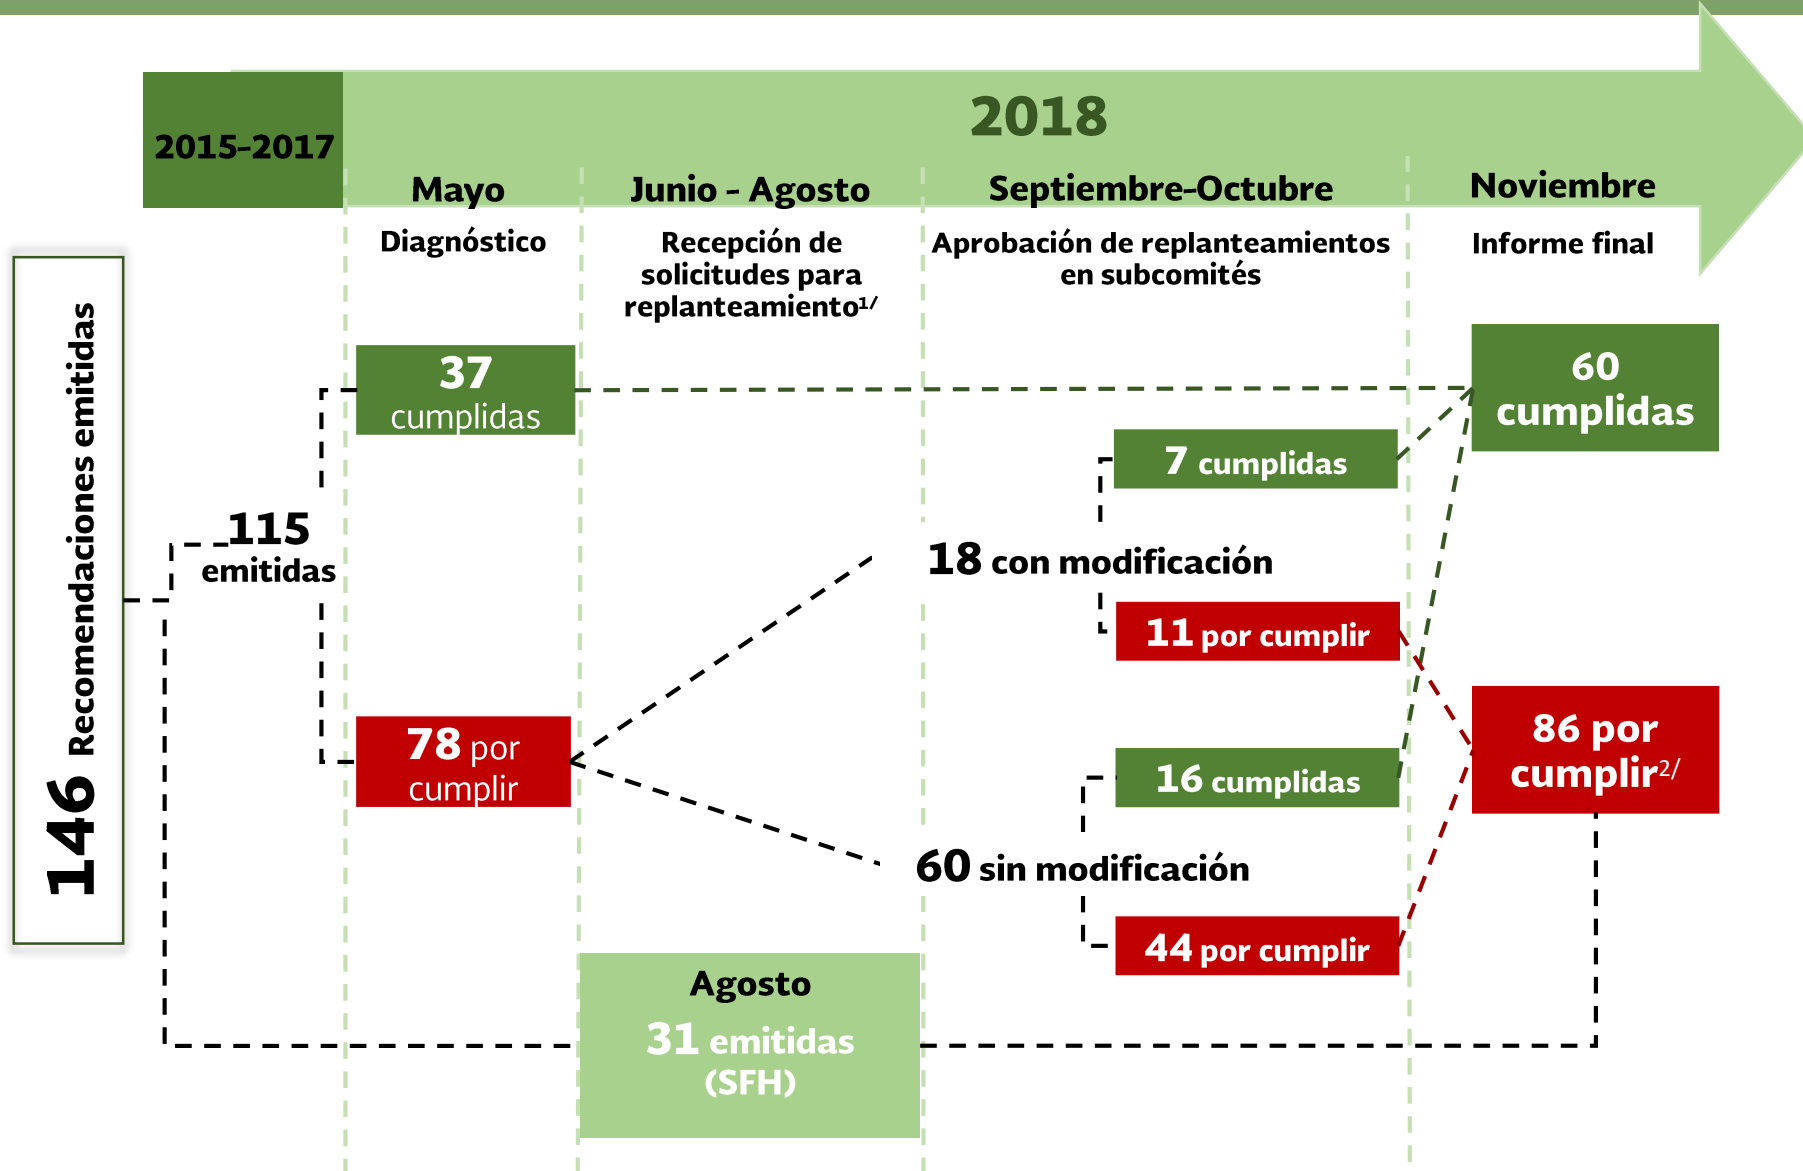 2018
2015-2017
Mayo
Junio - Agosto
Septiembre-Octubre
Noviembre
Diagnóstico
Recepción de
solicitudes para
replanteamiento1/
Aprobación de replanteamientos
en subcomités
Informe final
146 Recomendaciones emitidas
115
emitidas
37
cumplidas
78 por
cumplir
18 con modificación
7 cumplidas
11 por cumplir
60 sin modificación
16 cumplidas
44 por cumplir
60
cumplidas
86 por
cumplir2/
Agosto
31 emitidas
(SFH)